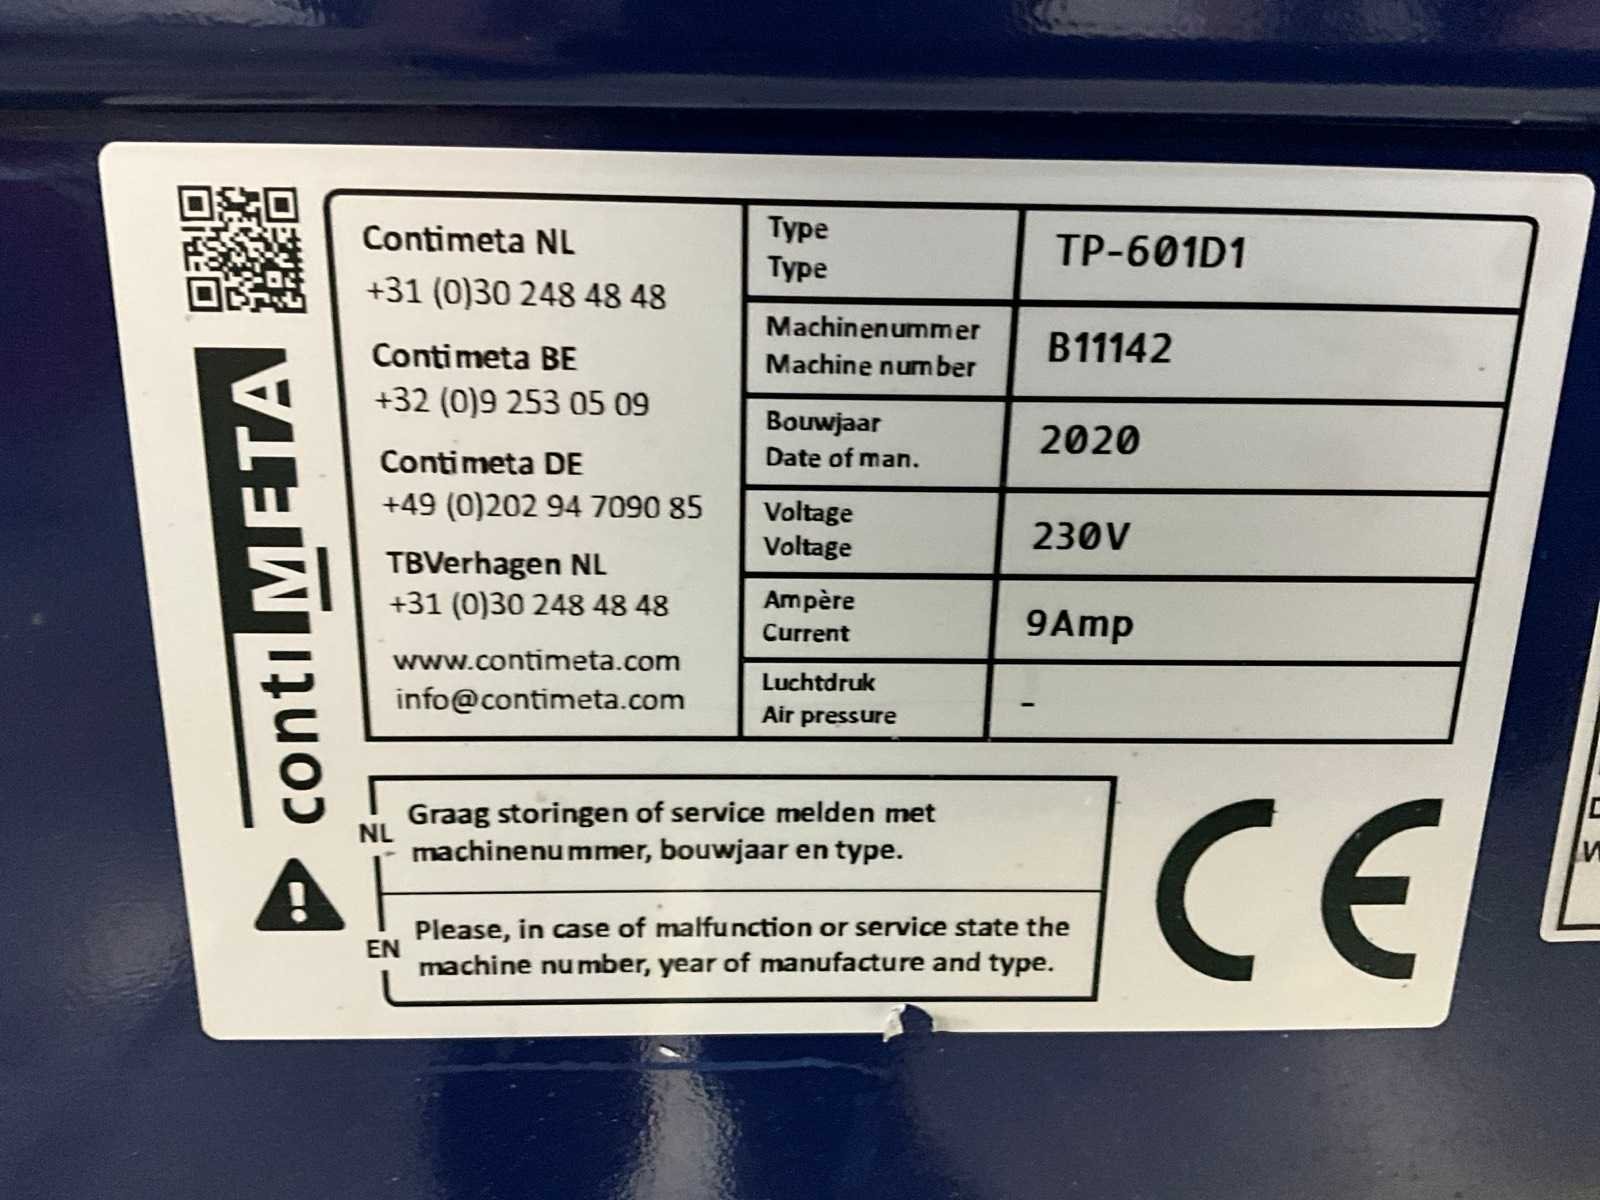 contiMETA
Contimeta NL
+31 (0)30 248 48 48
Contimeta BE
+32 (0)9 253 05 09
Contimeta DE
+49 (0)202 94 7090 85
TBVerhagen NL
+31 (0)30 248 48 48
www.contimeta.com
info@contimeta.com
Type
Type
TP-601D1
Machinenummer
Machine number
B11142
Bouwjaar
Date of man.
2020
Voltage
Voltage
230V
Ampère
Current
9Amp
Luchtdruk
Air pressure
-
NL
Graag storingen of service melden met
machinenummer, bouwjaar en type.
EN
Please, in case of malfunction or service state the
machine number, year of manufacture and type.
CE